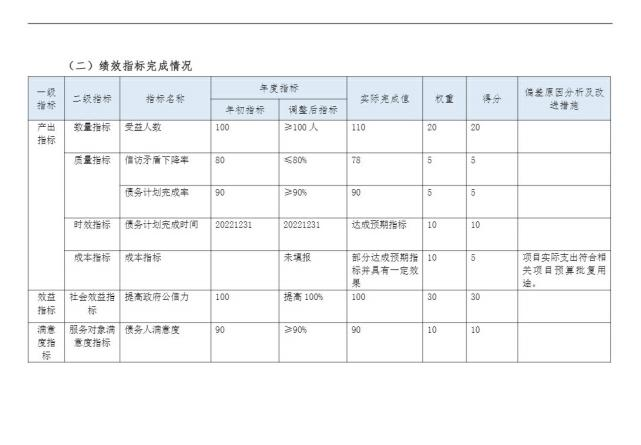 （二）绩效指标完成情况
一级指标 二级指标 指标名称 年度指标 实际完成值 权重 得分 偏差原因分析及改进措施
年初指标 调整后指标
产出指标 数量指标 受益人数 100 ≥100 人 110 20 20
质量指标 信访矛盾下降率 80 ≤80% 78 5 5
债务计划完成率 90 ≥90% 90 5 5
时效指标 债务计划完成时间 20221231 20221231 达成预期指标 10 10
成本指标 成本指标 未填报 部分达成预期指标并具有一定效果 10 5 项目实际支出符合相关项目预算批复用途。
效益指标 社会效益指标 提高政府公信力 100 提高 100% 100 30 30
满意度指标 服务对象满意度指标 债务人满意度 90 ≥90% 90 10 10